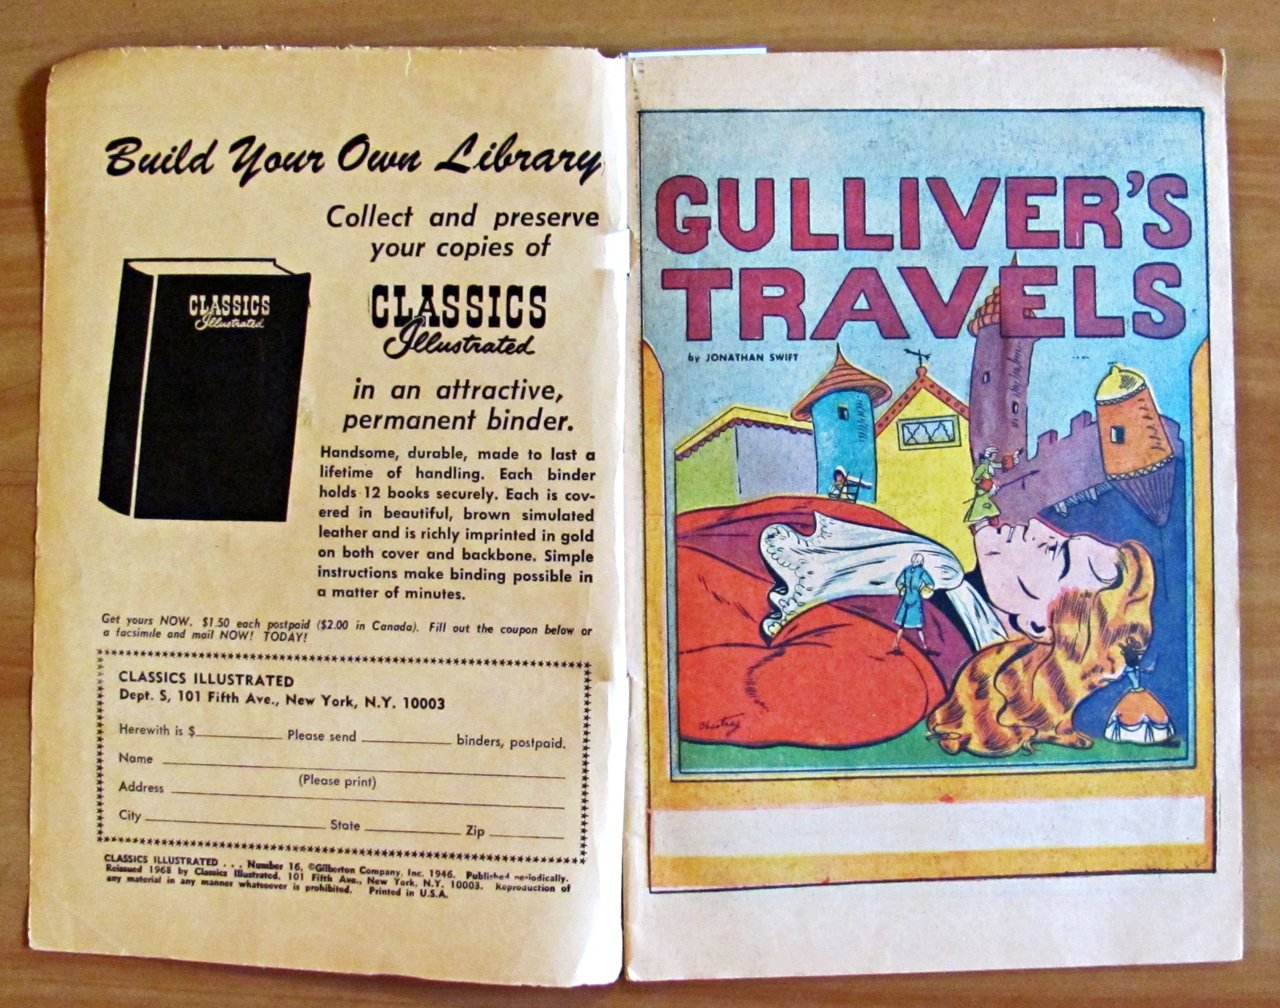 Build Your Own Library
Collect and preserve
your copies of
CLASSICS
Illustrated
CLASSICS
Illustrated
in an attractive,
permanent binder.
Handsome, durable, made to last a
lifetime of handling. Each binder
holds 12 books securely. Each is cov-
ered in beautiful, brown simulated
leather and is richly imprinted in gold
on both cover and backbone. Simple
instructions make binding possible in
a matter of minutes.
Get yours NOW. $1.50 each postpaid ($2.00 in Canada). Fill out the coupon below or
a facsimile and mail NOW! TODAY!
CLASSICS ILLUSTRATED
Dept. S, 101 Fifth Ave., New York, N.Y. 10003
Herewith is $ Please send binders, postpaid.
Name
(Please print)
Address
City State Zip
CLASSICS ILLUSTRATED . . . Number 16, ©Gilberton Company, Inc. 1946. Published periodically.
Reissued 1968 by Classics Illustrated, 101 Fifth Ave., New York, N.Y. 10003. Reproduction of
any material in any manner whatsoever is prohibited. Printed in U.S.A.
GULLIVER'S
TRAVELS
by JONATHAN SWIFT